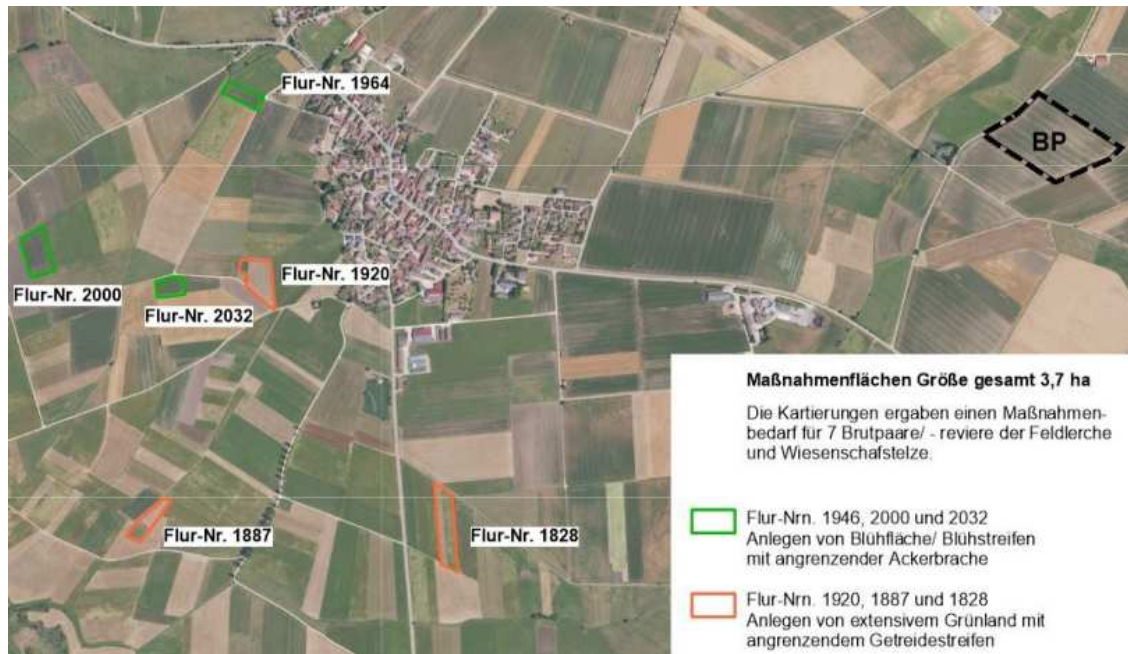 Flur-Nr. 1964
BP
Flur-Nr. 1920
Flur-Nr. 2000
Flur-Nr. 2032
Maßnahmenflächen Größe gesamt 3,7 ha
Die Kartierungen ergaben einen Maßnahmen-
bedarf für 7 Brutpaare/ - reviere der Feldlerche
und Wiesenschafstelze.
Flur-Nr. 1887
Flur-Nr. 1828
Flur-Nrn. 1946, 2000 und 2032
Anlegen von Blühfläche/ Blühstreifen
mit angrenzender Ackerbrache
Flur-Nrn. 1920, 1887 und 1828
Anlegen von extensivem Grünland mit
angrenzendem Getreidestreifen